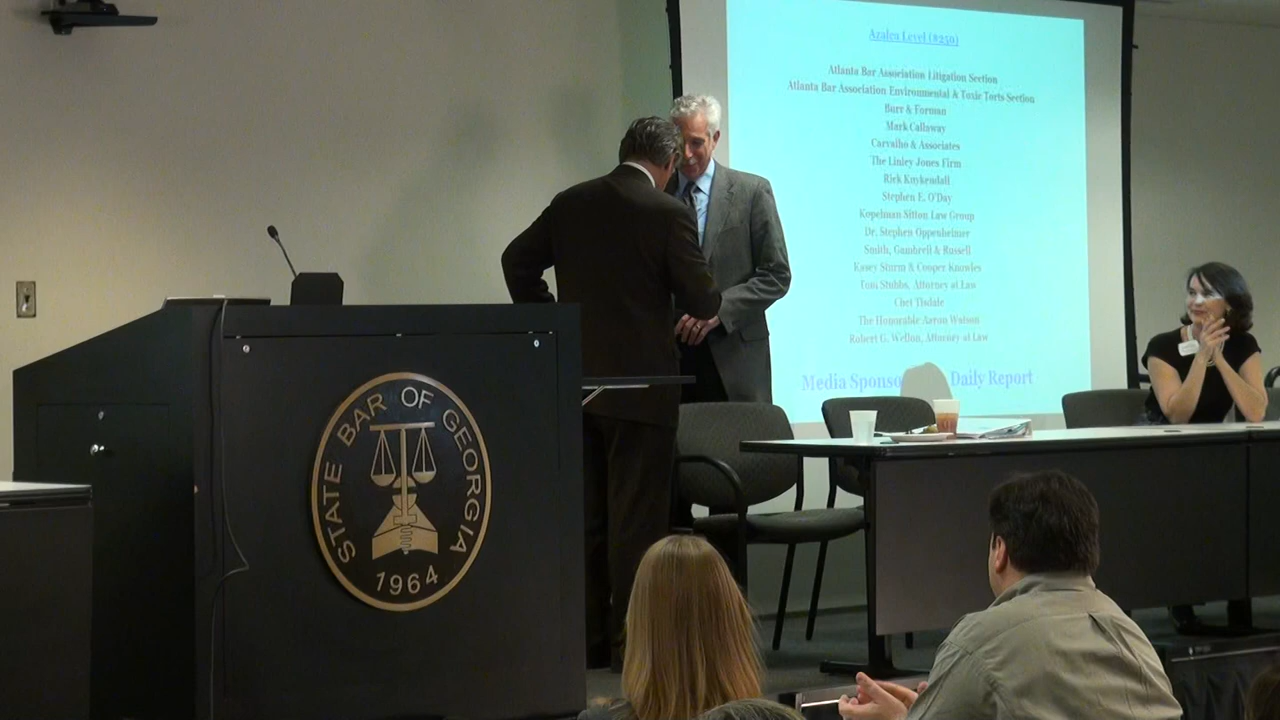 Azalea Level ($250)
Atlanta Bar Association Litigation Section
Atlanta Bar Association Environmental & Toxic Torts Section
Burr & Forman
Mark Callaway
Carvalho & Associates
The Linley Jones Firm
Rick Kuykendall
Stephen E. O'Day
Kopelman Sitton Law Group
Dr. Stephen Oppenheimer
Smith, Gambrell & Russell
Kasey Sturm & Cooper Knowles
Tom Stubbs, Attorney at Law
Chet Tisdale
The Honorable Aaron Watson
Robert G. Wellon, Attorney at Law
Media Sponso Daily Report
STATE BAR OF GEORGIA
1964